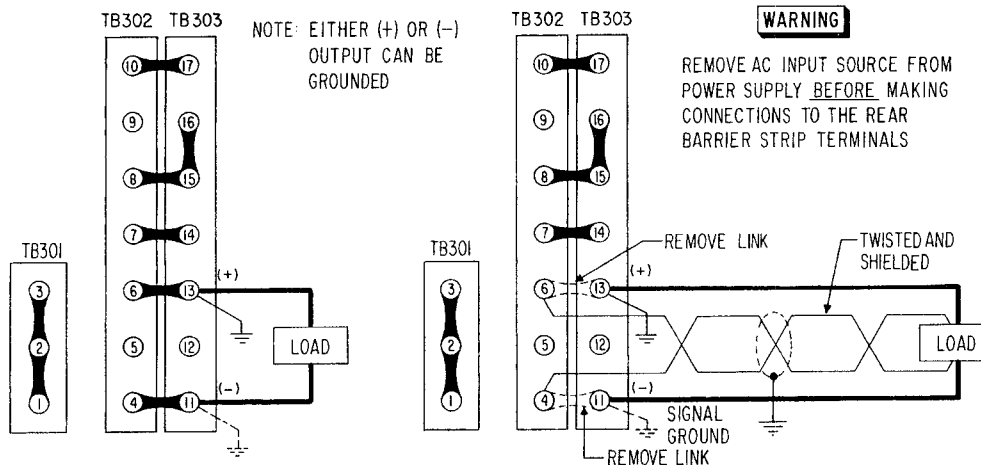 TB302 TB303
NOTE: EITHER (+) OR (-)
OUTPUT CAN BE
GROUNDED
10 17
9 16
8 15
7 14
TB301
3
2
1
6 13 (+)
5 12
4 11 (-)
LOAD
TB302 TB303
WARNING
REMOVE AC INPUT SOURCE FROM
POWER SUPPLY BEFORE MAKING
CONNECTIONS TO THE REAR
BARRIER STRIP TERMINALS
10 17
9 16
8 15
7 14
REMOVE LINK
TWISTED AND
SHIELDED
TB301
3
2
1
6 13 (+)
5 12
4 11 (-)
LOAD
SIGNAL
GROUND
REMOVE LINK